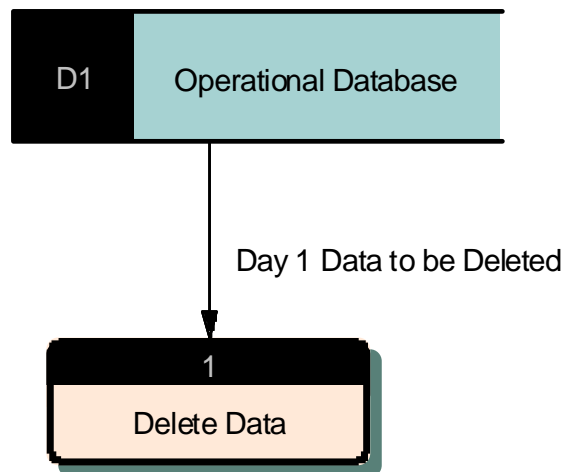 D1
Operational Database
Day 1 Data to be Deleted
1
Delete Data